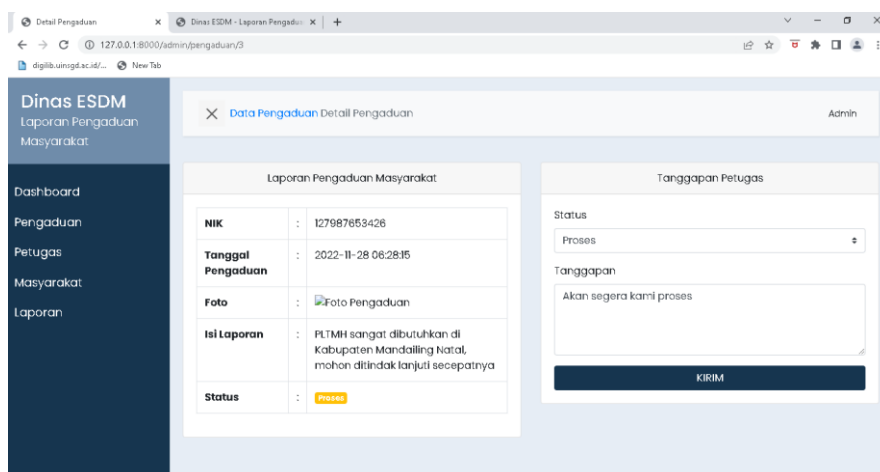 Detail Pengaduan
Dinas ESDM - Laporan Pengadua
127.0.0.1:8000/admin/pengaduan/3
digilib.uinsgd.ac.id/...
New Tab
Dinas ESDM
Laporan Pengaduan
Masyarakat
Dashboard
Pengaduan
Petugas
Masyarakat
Laporan
Data Pengaduan Detail Pengaduan
Admin
Laporan Pengaduan Masyarakat
NIK : 127987653426
Tanggal : 2022-11-28 06:28:15
Pengaduan
Foto : Foto Pengaduan
Isi Laporan : PLTMH sangat dibutuhkan di
Kabupaten Mandailing Natal,
mohon ditindak lanjuti secepatnya
Status : Proses
Tanggapan Petugas
Status
Proses
Tanggapan
Akan segera kami proses
KIRIM